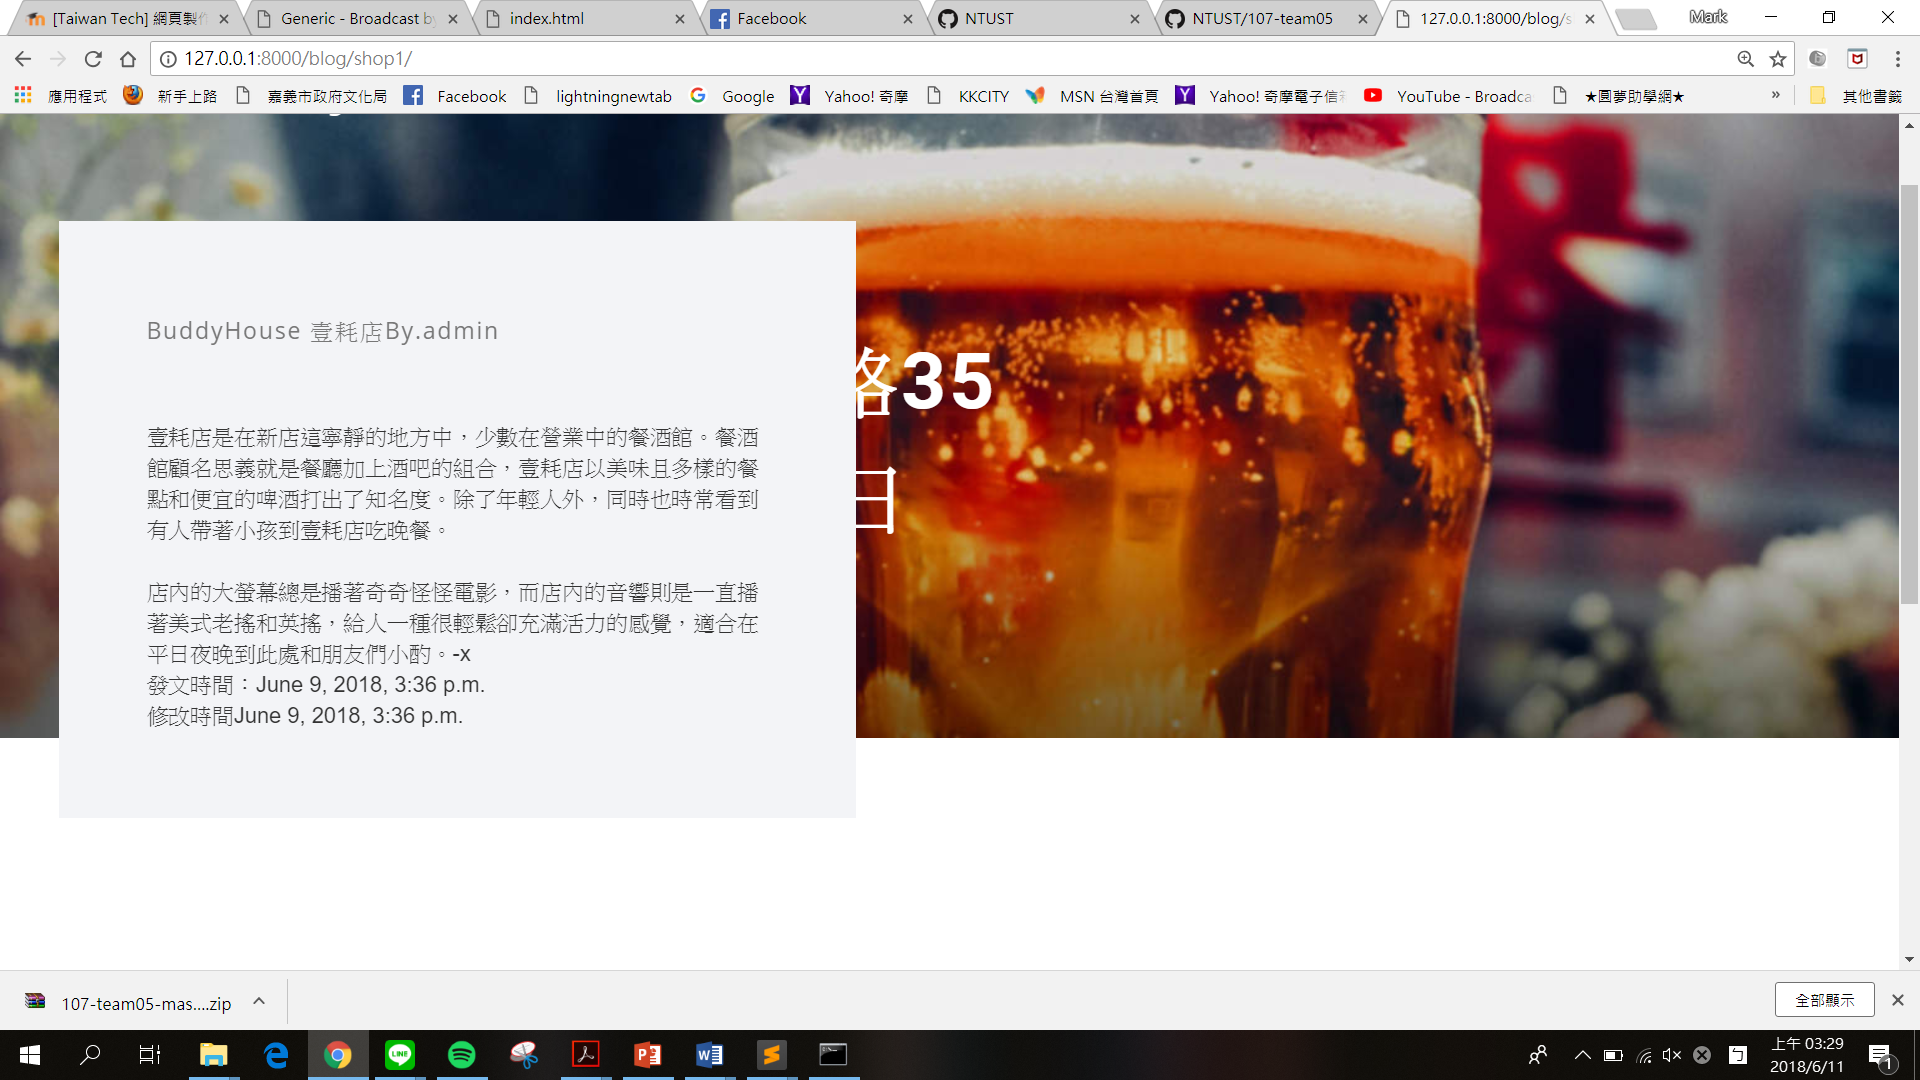 [Taiwan Tech] 網頁製作
Generic - Broadcast by
index.html
Facebook
NTUST
NTUST/107-team05
127.0.0.1:8000/blog/s
Mark
127.0.0.1:8000/blog/shop1/
應用程式
新手上路
嘉義市政府文化局
Facebook
lightningnewtab
Google
Yahoo! 奇摩
KKCITY
MSN 台灣首頁
Yahoo! 奇摩電子信
YouTube - Broadca
★圓夢助學網★
»
其他書籤
路35
日
BuddyHouse 壹耗店By.admin
壹耗店是在新店這寧靜的地方中，少數在營業中的餐酒館。餐酒
館顧名思義就是餐廳加上酒吧的組合，壹耗店以美味且多樣的餐
點和便宜的啤酒打出了知名度。除了年輕人外，同時也時常看到
有人帶著小孩到壹耗店吃晚餐。
店內的大螢幕總是播著奇奇怪怪電影，而店內的音響則是一直播
著美式老搖和英搖，給人一種很輕鬆卻充滿活力的感覺，適合在
平日夜晚到此處和朋友們小酌。-x
發文時間：June 9, 2018, 3:36 p.m.
修改時間June 9, 2018, 3:36 p.m.
107-team05-mas....zip
全部顯示
上午 03:29
2018/6/11
1